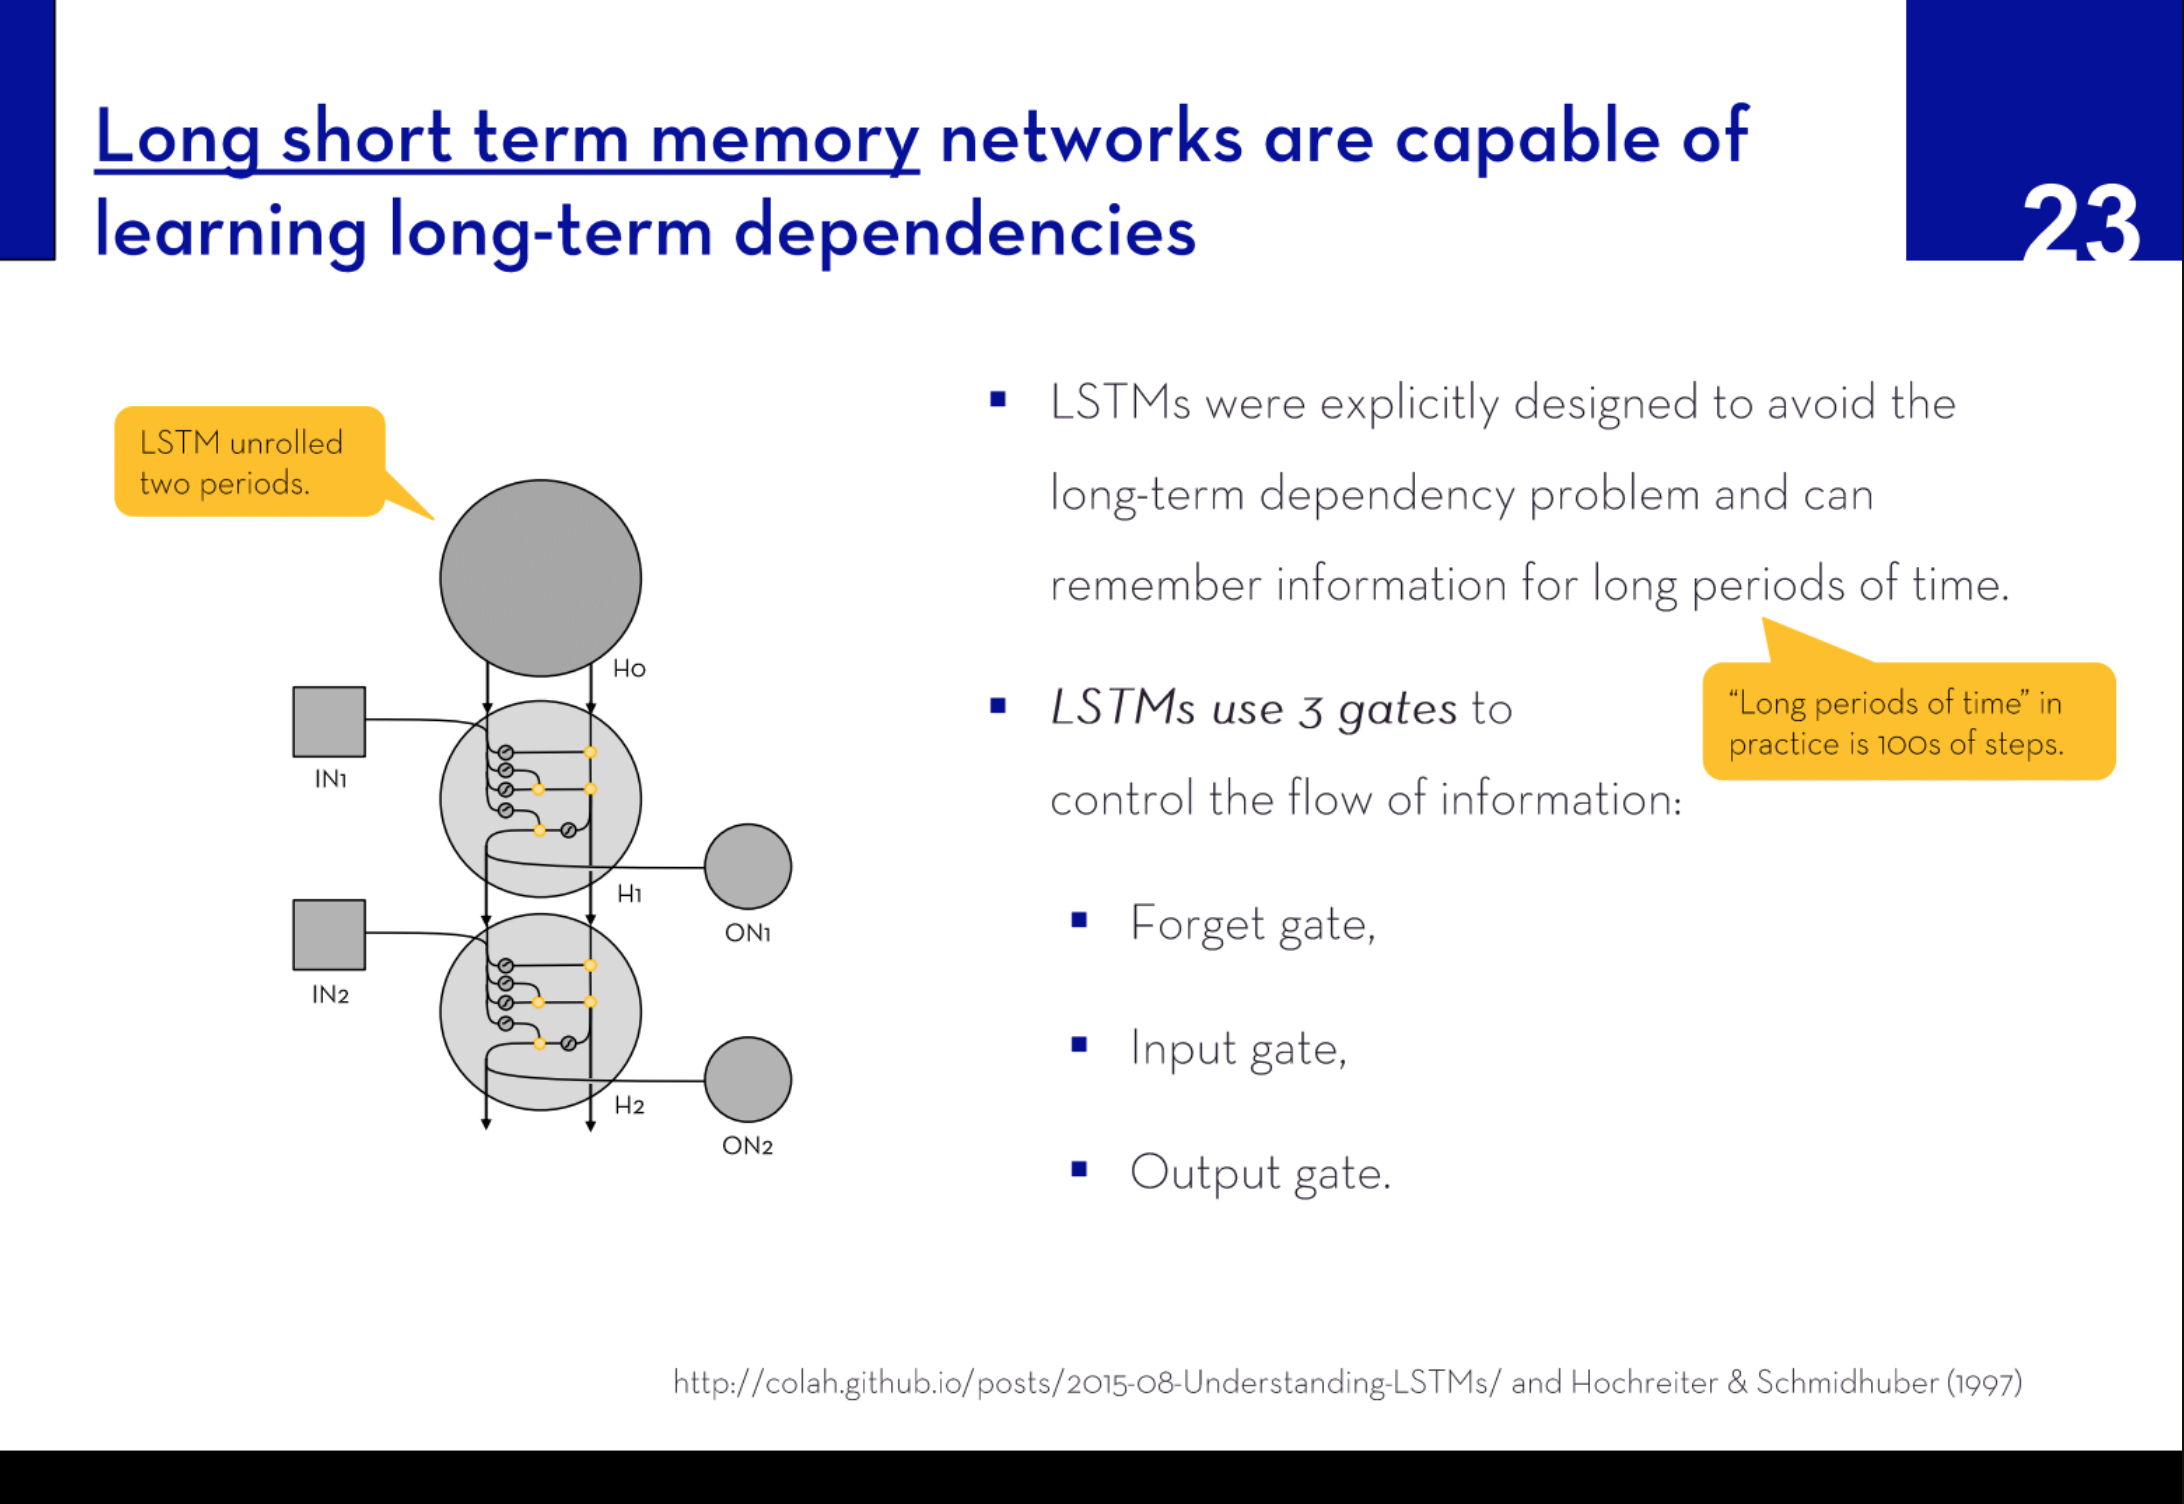 Long short term memory networks are capable of
learning long-term dependencies
23
LSTM unrolled
two periods.
H0
IN1
H1
ON1
IN2
H2
ON2
LSTMs were explicitly designed to avoid the
long-term dependency problem and can
remember information for long periods of time.
“Long periods of time” in
practice is 100s of steps.
LSTMs use 3 gates to
control the flow of information:
Forget gate,
Input gate,
Output gate.
http://colah.github.io/posts/2015-08-Understanding-LSTMs/ and Hochreiter & Schmidhuber (1997)